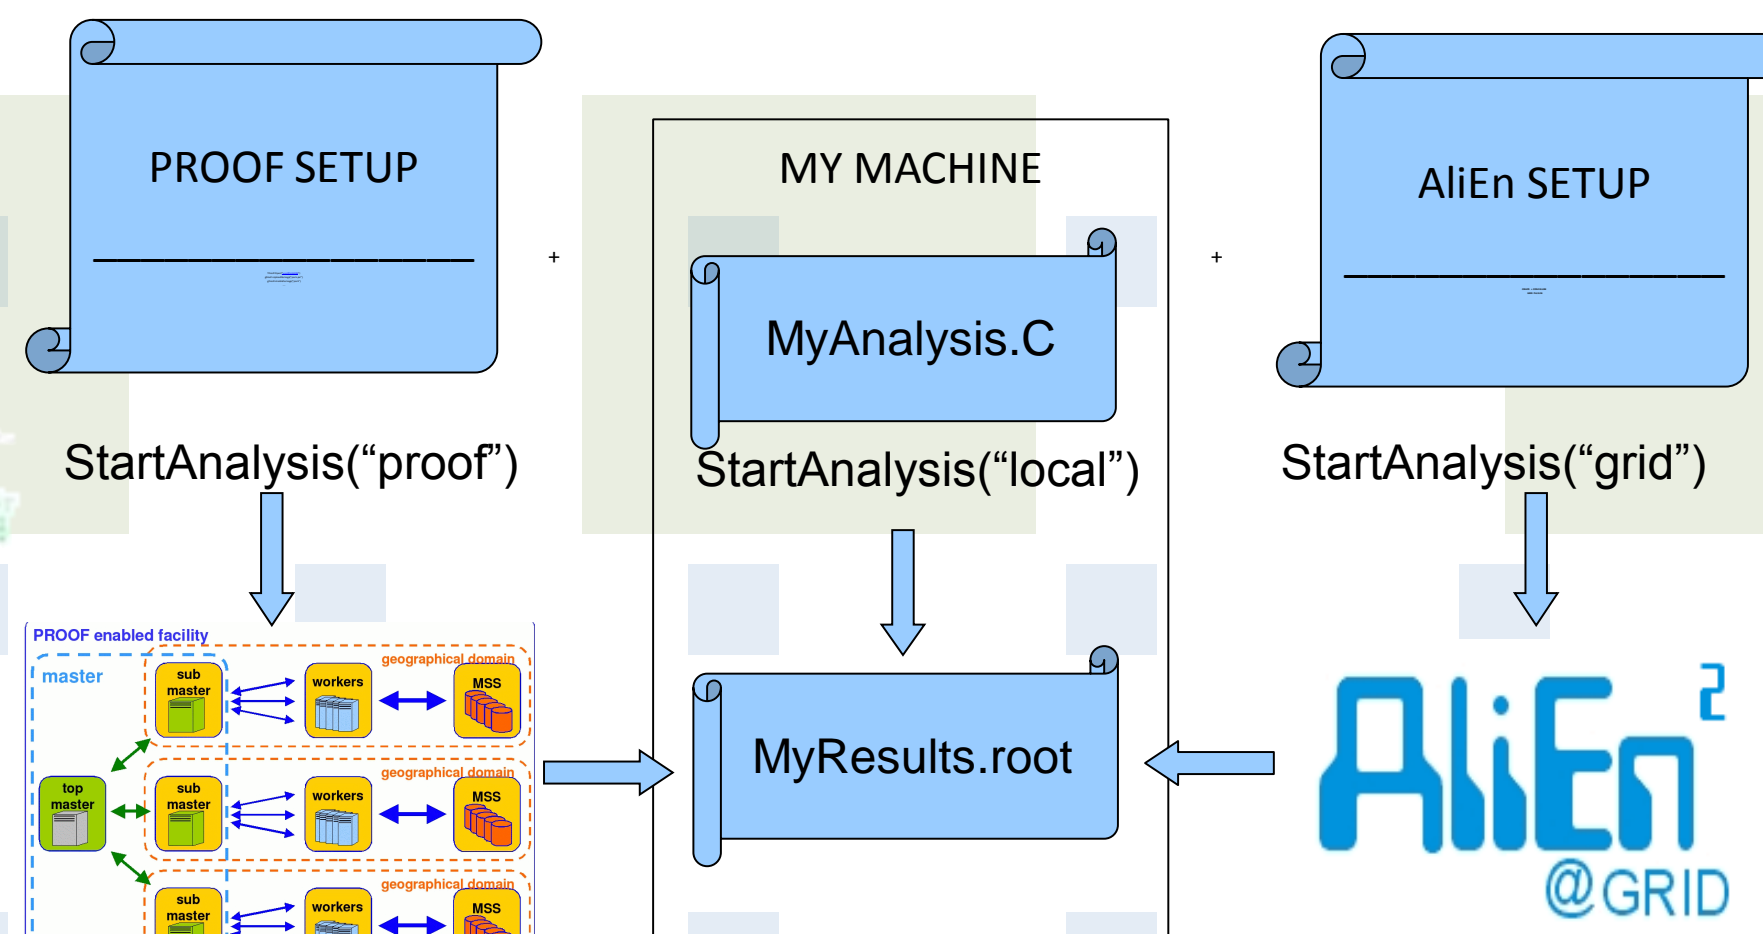 PROOF SETUP
MY MACHINE
AliEn SETUP
+
+
MyAnalysis.C
StartAnalysis(“proof”)
StartAnalysis(“local”)
StartAnalysis(“grid”)
PROOF enabled facility
geographical domain
master
sub
master
workers
MSS
geographical domain
top
master
sub
master
workers
MSS
geographical domain
sub
master
workers
MSS
MyResults.root
AliEn 2
@GRID